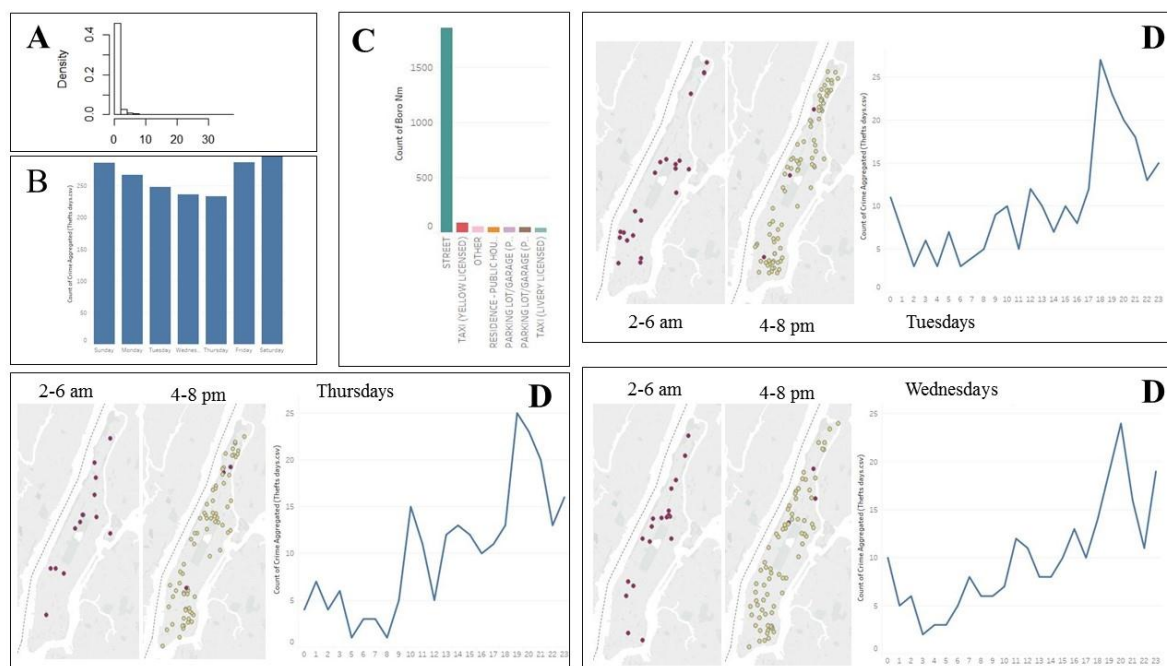 A
Density
0.4
0.2
0.0
0 10 20 30
B
Count of Crime Aggregated (Thefts days.csv)
250
200
150
100
50
0
Sunday Monday Tuesday Wednes.. Thursday Friday Saturday
C
Count of Boro Nm
1500
1000
500
0
STREET
TAXI (YELLOW LICENSED)
OTHER
RESIDENCE - PUBLIC HOU..
PARKING LOT/GARAGE (P..
PARKING LOT/GARAGE (P..
TAXI (LIVERY LICENSED)
D
Count of Crime Aggregated (Thefts days.csv)
25
20
15
10
5
0
0 1 2 3 4 5 6 7 8 9 10 11 12 13 14 15 16 17 18 19 20 21 22 23
2-6 am
4-8 pm
Tuesdays
2-6 am
4-8 pm
Thursdays
D
Count of Crime Aggregated (Thefts days.csv)
25
20
15
10
5
0
0 1 2 3 4 5 6 7 8 9 10 11 12 13 14 15 16 17 18 19 20 21 22 23
2-6 am
4-8 pm
Wednesdays
D
Count of Crime Aggregated (Thefts days.csv)
25
20
15
10
5
0
0 1 2 3 4 5 6 7 8 9 10 11 12 13 14 15 16 17 18 19 20 21 22 23